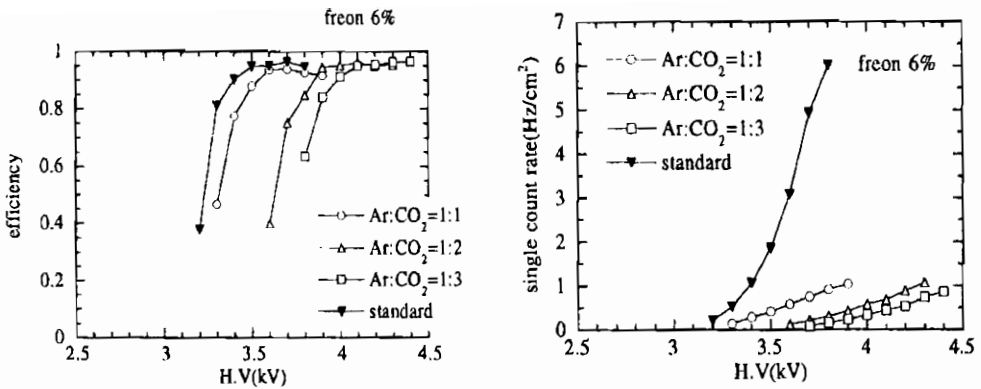 freon 6%
efficiency
1
0.8
0.6
0.4
0.2
0
2.5 3 3.5 4 4.5
H.V(kV)
Ar:CO2=1:1
Ar:CO2=1:2
Ar:CO2=1:3
standard
single count rate(Hz/cm2)
7
6
5
4
3
2
1
0
2.5 3 3.5 4 4.5
H.V(kV)
Ar:CO2=1:1
Ar:CO2=1:2
Ar:CO2=1:3
standard
freon 6%